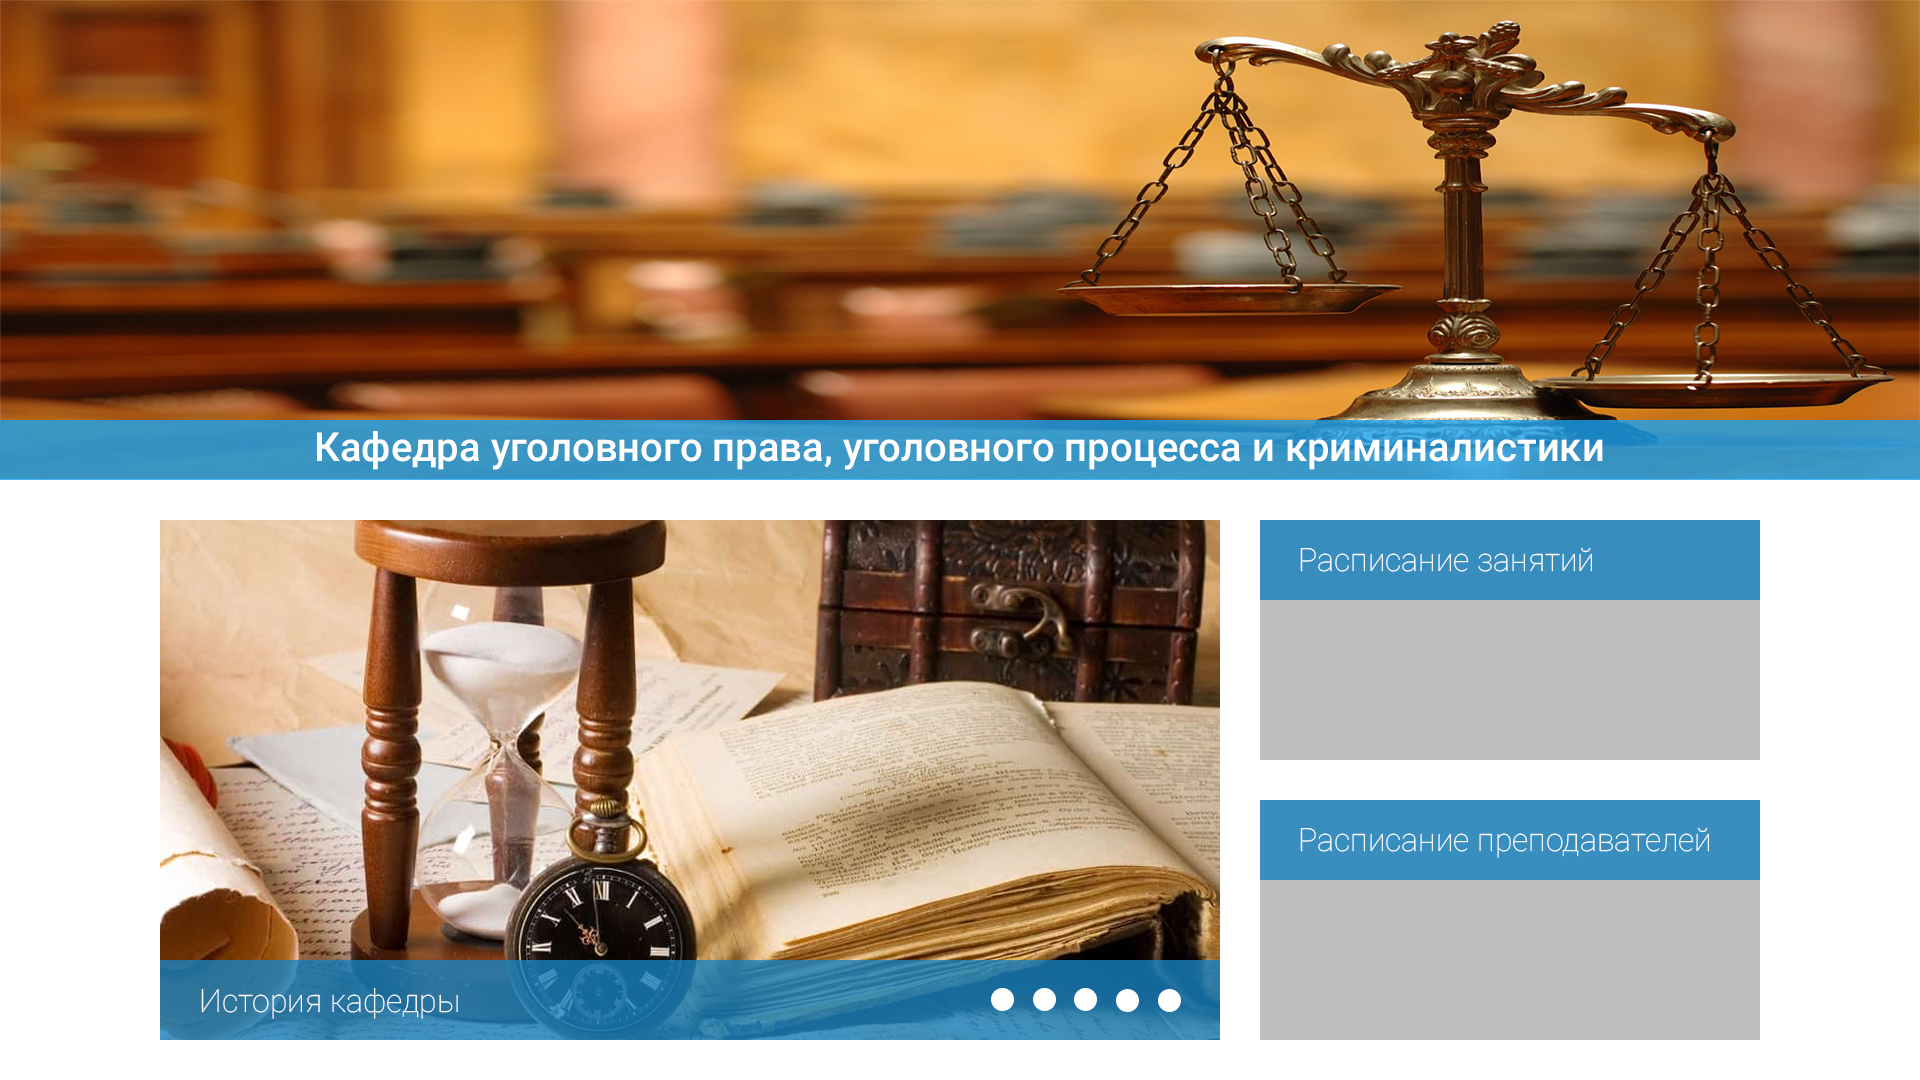 Кафедра уголовного права, уголовного процесса и криминалистики
Расписание занятий
Расписание преподавателей
История кафедры